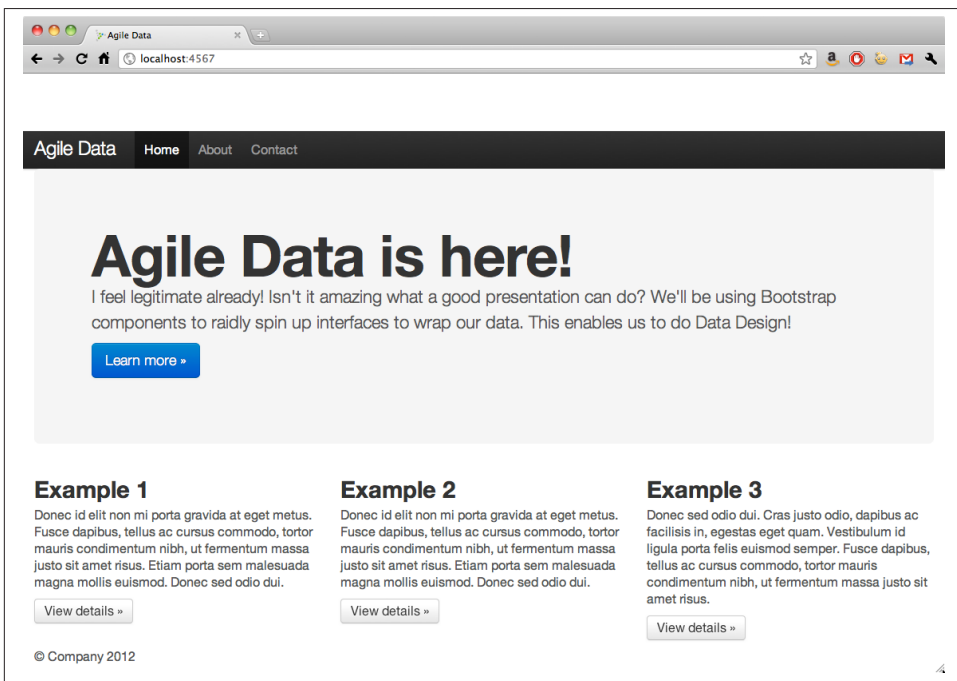 Agile Data
localhost:4567
Agile Data Home About Contact
Agile Data is here!
I feel legitimate already! Isn't it amazing what a good presentation can do? We'll be using Bootstrap
components to raidly spin up interfaces to wrap our data. This enables us to do Data Design!
Learn more »
Example 1
Donec id elit non mi porta gravida at eget metus.
Fusce dapibus, tellus ac cursus commodo, tortor
mauris condimentum nibh, ut fermentum massa
justo sit amet risus. Etiam porta sem malesuada
magna mollis euismod. Donec sed odio dui.
View details »
Example 2
Donec id elit non mi porta gravida at eget metus.
Fusce dapibus, tellus ac cursus commodo, tortor
mauris condimentum nibh, ut fermentum massa
justo sit amet risus. Etiam porta sem malesuada
magna mollis euismod. Donec sed odio dui.
View details »
Example 3
Donec sed odio dui. Cras justo odio, dapibus ac
facilisis in, egestas eget quam. Vestibulum id
ligula porta felis euismod semper. Fusce dapibus,
tellus ac cursus commodo, tortor mauris
condimentum nibh, ut fermentum massa justo sit
amet risus.
View details »
© Company 2012